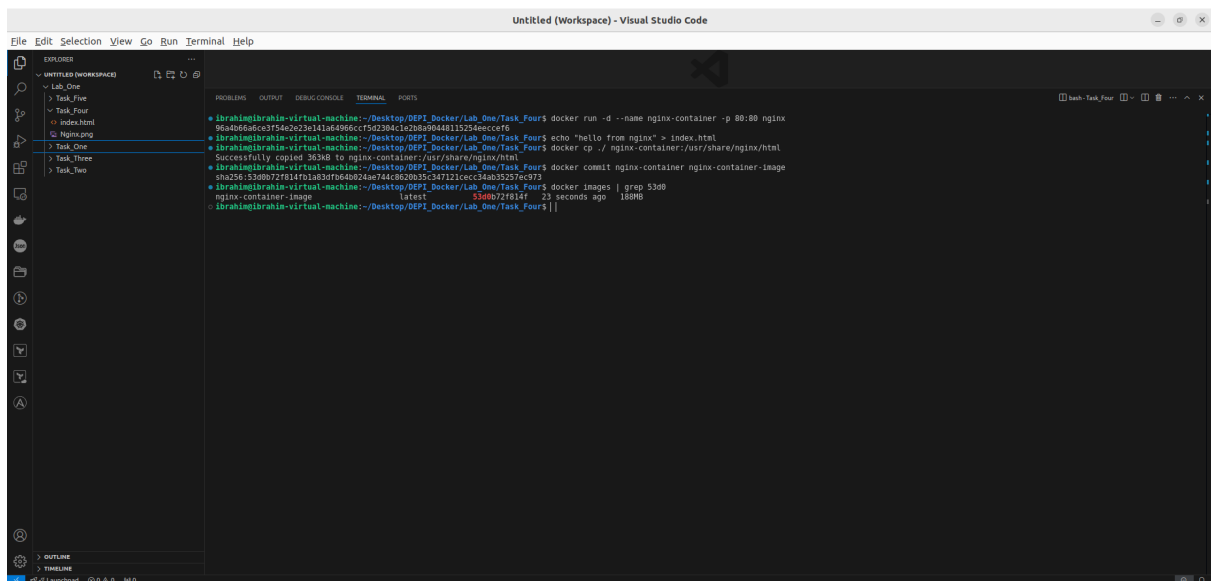 Untitled (Workspace) - Visual Studio Code
File Edit Selection View Go Run Terminal Help
EXPLORER
UNTITLED (WORKSPACE)
Lab_One
Task_Five
Task_Four
index.html
Nginx.png
Task_One
Task_Three
Task_Two
OUTLINE
TIMELINE
PROBLEMS OUTPUT DEBUG CONSOLE TERMINAL PORTS
bash - Task_Four
ibrahim@ibrahim-virtual-machine:~/Desktop/DEPI_Docker/Lab_One/Task_Four$ docker run -d --name nginx-container -p 80:80 nginx
96a4b66a6ce3f54e2e23e141a64966ccf5d2304c1e2b8a90448115254eeccef6
ibrahim@ibrahim-virtual-machine:~/Desktop/DEPI_Docker/Lab_One/Task_Four$ echo "hello from nginx" > index.html
ibrahim@ibrahim-virtual-machine:~/Desktop/DEPI_Docker/Lab_One/Task_Four$ docker cp ./ nginx-container:/usr/share/nginx/html
Successfully copied 363kB to nginx-container:/usr/share/nginx/html
ibrahim@ibrahim-virtual-machine:~/Desktop/DEPI_Docker/Lab_One/Task_Four$ docker commit nginx-container nginx-container-image
sha256:53d0b72f814fb1a83dfb64b024ae744c8620b35c347121cecc34ab35257ec973
ibrahim@ibrahim-virtual-machine:~/Desktop/DEPI_Docker/Lab_One/Task_Four$ docker images | grep 53d0
nginx-container-image latest 53d0b72f814f 23 seconds ago 188MB
ibrahim@ibrahim-virtual-machine:~/Desktop/DEPI_Docker/Lab_One/Task_Four$
Launchpad 0 0 0